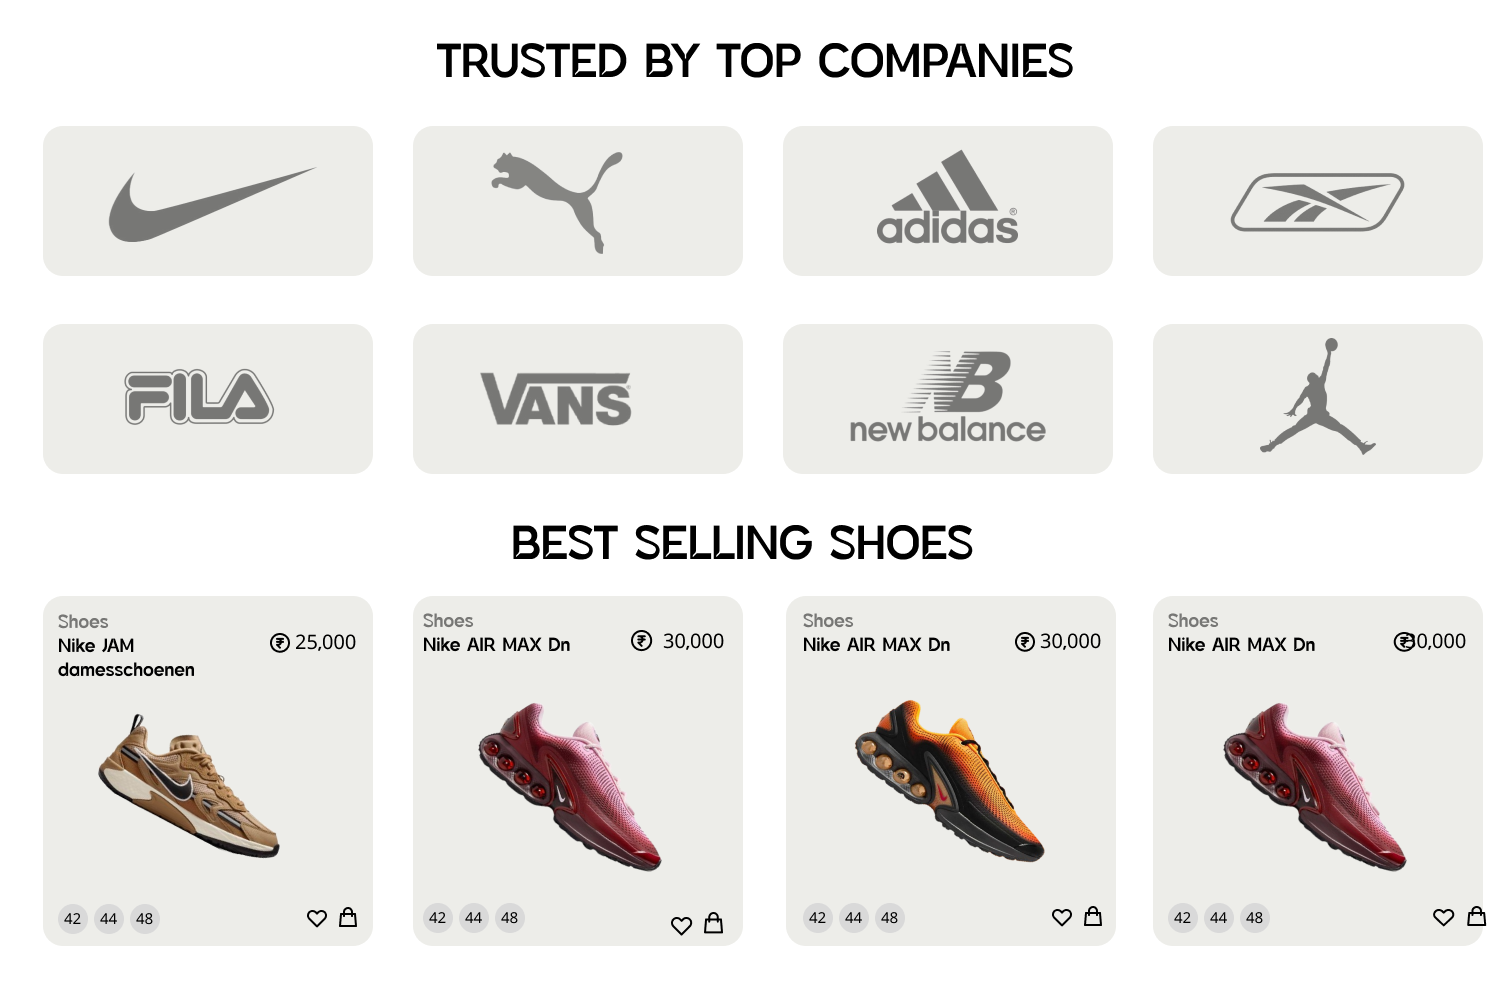 TRUSTED BY TOP COMPANIES
adidas®
FILA
VANS
NB
new balance
BEST SELLING SHOES
Shoes
Nike JAM
damesschoenen
₹ 25,000
42 44 48
Shoes
Nike AIR MAX Dn
₹ 30,000
42 44 48
Shoes
Nike AIR MAX Dn
₹ 30,000
42 44 48
Shoes
Nike AIR MAX Dn
₹ 30,000
42 44 48